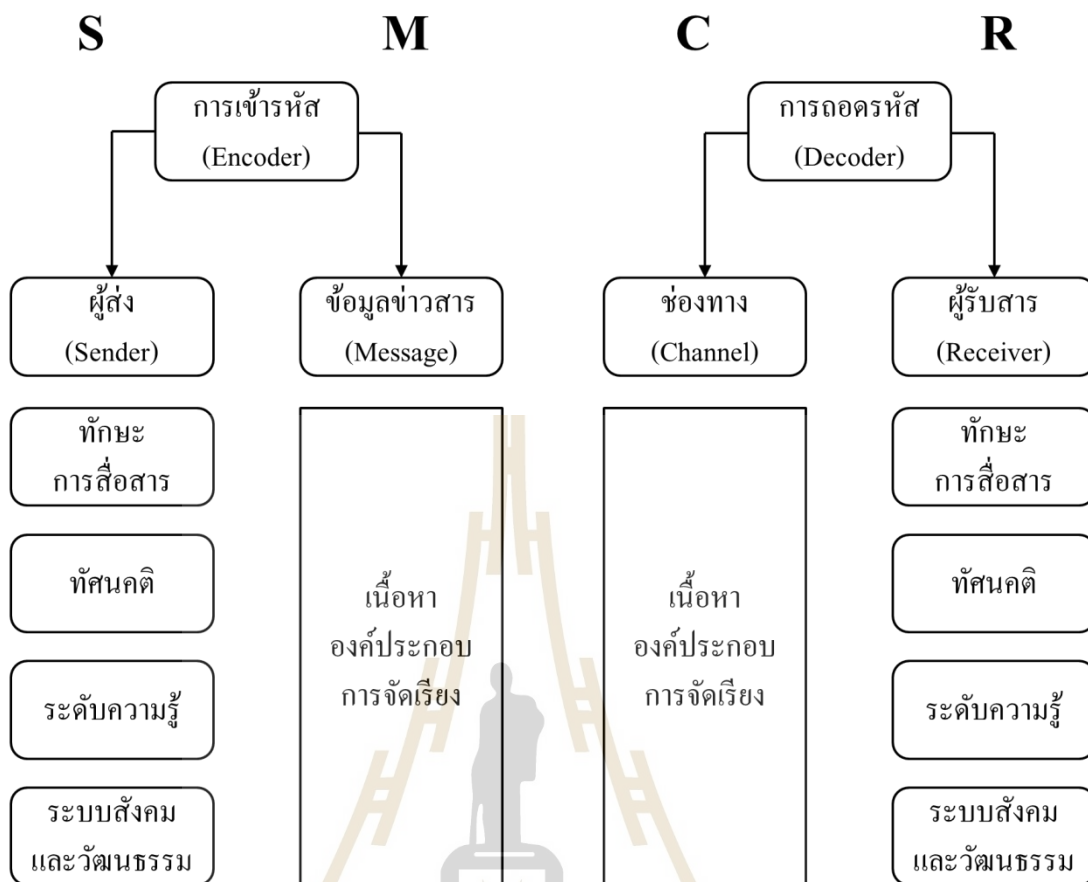 S M C R
การเข้ารหัส
(Encoder)
การถอดรหัส
(Decoder)
ผู้ส่ง
(Sender)
ข้อมูลข่าวสาร
(Message)
ช่องทาง
(Channel)
ผู้รับสาร
(Receiver)
ทักษะ
การสื่อสาร
ทัศนคติ
ระดับความรู้
ระบบสังคม
และวัฒนธรรม
เนื้อหา
องค์ประกอบ
การจัดเรียง
เนื้อหา
องค์ประกอบ
การจัดเรียง
ทักษะ
การสื่อสาร
ทัศนคติ
ระดับความรู้
ระบบสังคม
และวัฒนธรรม